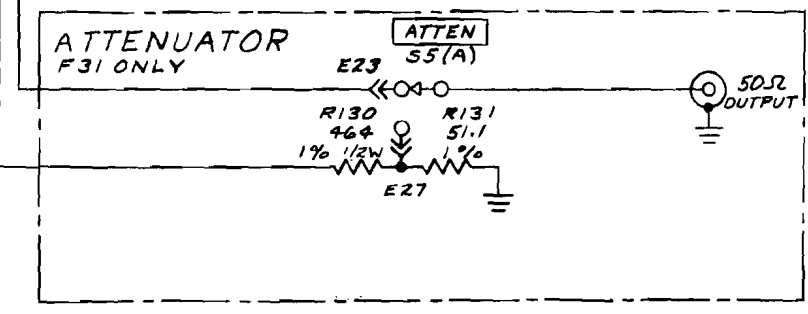 ATTENUATOR
F31 ONLY
ATTEN
S5(A)
E23
50Ω
OUTPUT
R130
464
1% 1/2W
R131
51.1
1%
E27